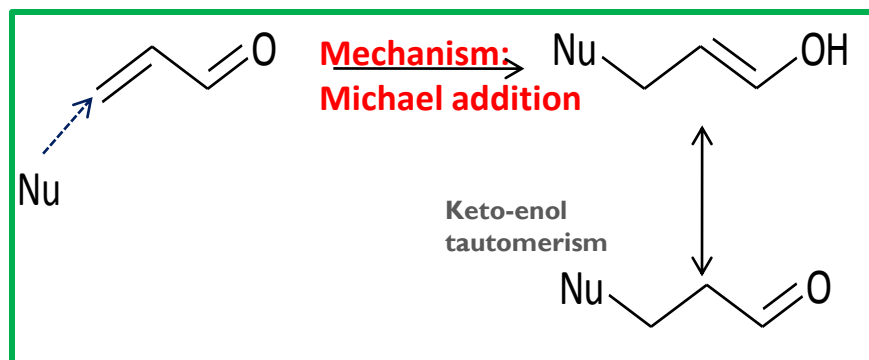 O
Mechanism:
Michael addition
Nu
OH
Nu
Keto-enol
tautomerism
Nu
O